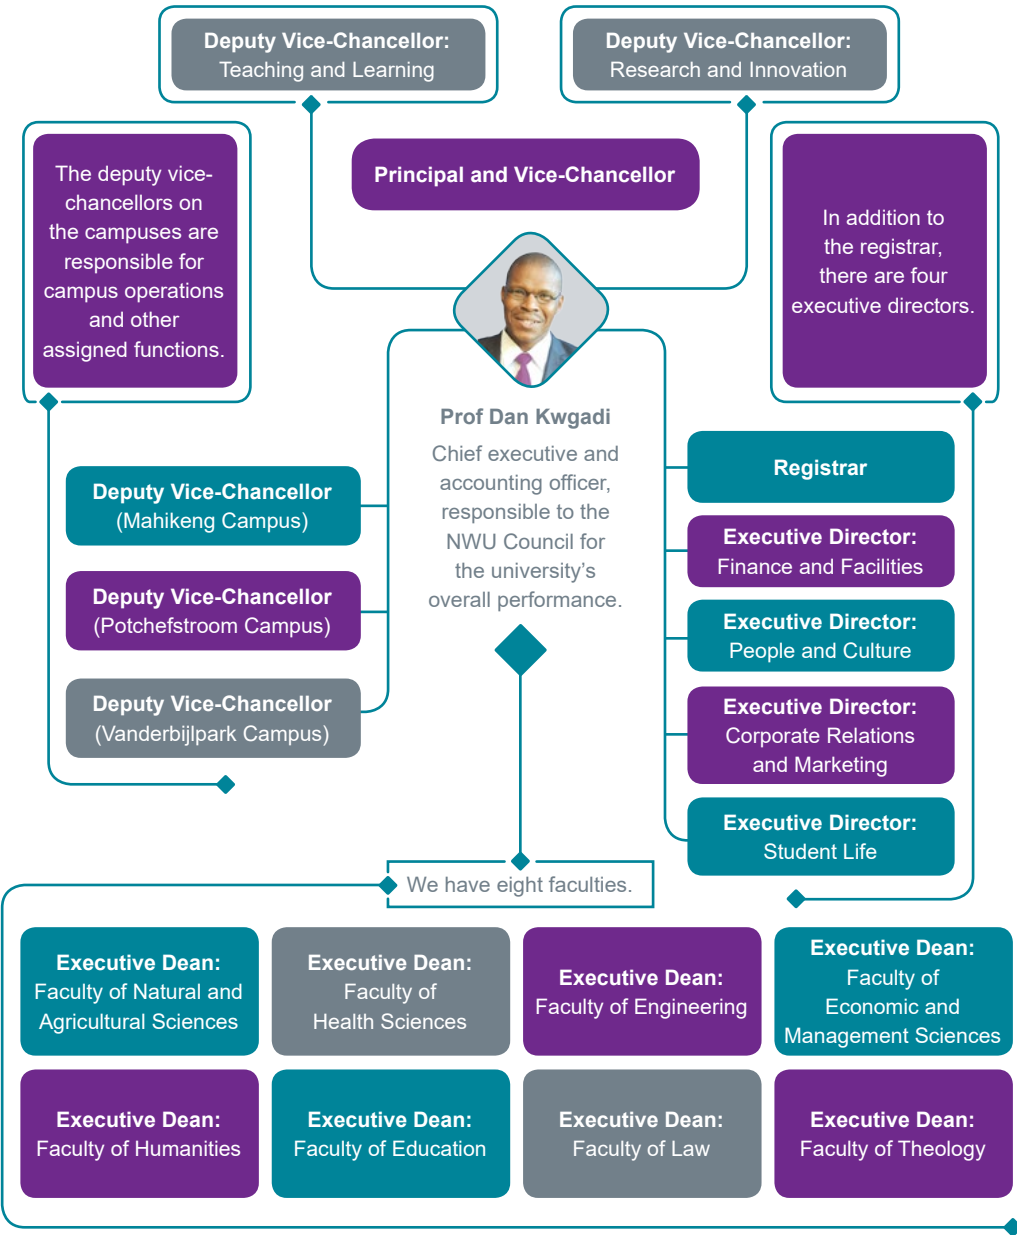 Deputy Vice-Chancellor:
Teaching and Learning
Deputy Vice-Chancellor:
Research and Innovation
Principal and Vice-Chancellor
The deputy vice-
chancellors on
the campuses are
responsible for
campus operations
and other
assigned functions.
In addition to
the registrar,
there are four
executive directors.
Prof Dan Kwgadi
Chief executive and
accounting officer,
responsible to the
NWU Council for
the university's
overall performance.
Deputy Vice-Chancellor
(Mahikeng Campus)
Deputy Vice-Chancellor
(Potchefstroom Campus)
Deputy Vice-Chancellor
(Vanderbijlpark Campus)
Registrar
Executive Director:
Finance and Facilities
Executive Director:
People and Culture
Executive Director:
Corporate Relations
and Marketing
Executive Director:
Student Life
We have eight faculties.
Executive Dean:
Faculty of Natural and
Agricultural Sciences
Executive Dean:
Faculty of
Health Sciences
Executive Dean:
Faculty of Engineering
Executive Dean:
Faculty of
Economic and
Management Sciences
Executive Dean:
Faculty of Humanities
Executive Dean:
Faculty of Education
Executive Dean:
Faculty of Law
Executive Dean:
Faculty of Theology